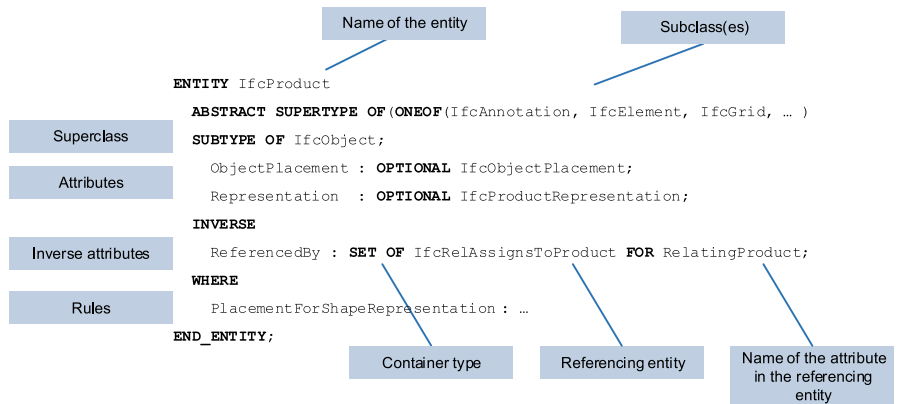 Name of the entity
Subclass(es)
ENTITY IfcProduct
ABSTRACT SUPERTYPE OF(ONEOF(IfcAnnotation, IfcElement, IfcGrid, … )
Superclass
SUBTYPE OF IfcObject;
Attributes
ObjectPlacement : OPTIONAL IfcObjectPlacement;
Representation : OPTIONAL IfcProductRepresentation;
INVERSE
Inverse attributes
ReferencedBy : SET OF IfcRelAssignsToProduct FOR RelatingProduct;
WHERE
Rules
PlacementForShapeRepresentation : …
END_ENTITY;
Container type
Referencing entity
Name of the attribute
in the referencing
entity